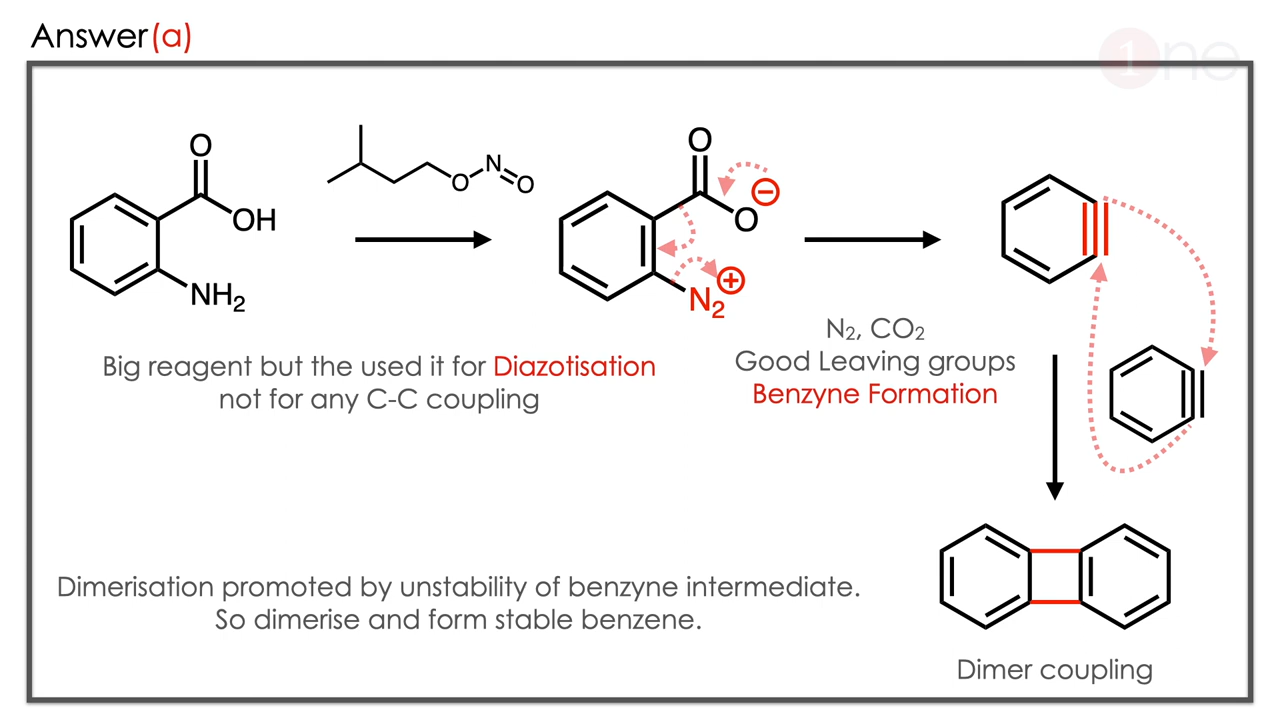 Answer(a)
1ne
O
OH
NH2
O
N
O
O
O
⊖
N2
⊕
Big reagent but the used it for Diazotisation
not for any C-C coupling
N2, CO2
Good Leaving groups
Benzyne Formation
Dimerisation promoted by unstability of benzyne intermediate.
So dimerise and form stable benzene.
Dimer coupling